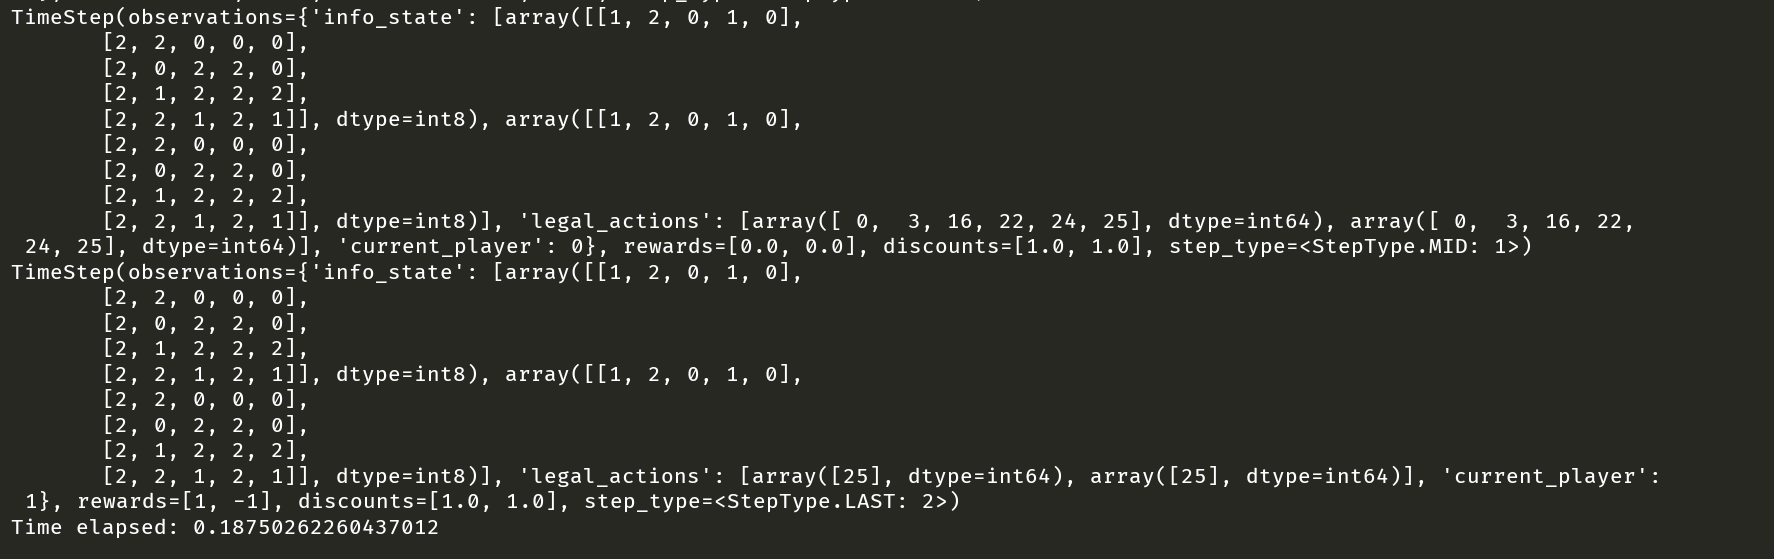 TimeStep(observations={'info_state': [array([[1, 2, 0, 1, 0],
[2, 2, 0, 0, 0],
[2, 0, 2, 2, 0],
[2, 1, 2, 2, 2],
[2, 2, 1, 2, 1]], dtype=int8), array([[1, 2, 0, 1, 0],
[2, 2, 0, 0, 0],
[2, 0, 2, 2, 0],
[2, 1, 2, 2, 2],
[2, 2, 1, 2, 1]], dtype=int8)], 'legal_actions': [array([ 0,  3, 16, 22, 24, 25], dtype=int64), array([ 0,  3, 16, 22,
24, 25], dtype=int64)], 'current_player': 0}, rewards=[0.0, 0.0], discounts=[1.0, 1.0], step_type=<StepType.MID: 1>)
TimeStep(observations={'info_state': [array([[1, 2, 0, 1, 0],
[2, 2, 0, 0, 0],
[2, 0, 2, 2, 0],
[2, 1, 2, 2, 2],
[2, 2, 1, 2, 1]], dtype=int8), array([[1, 2, 0, 1, 0],
[2, 2, 0, 0, 0],
[2, 0, 2, 2, 0],
[2, 1, 2, 2, 2],
[2, 2, 1, 2, 1]], dtype=int8)], 'legal_actions': [array([25], dtype=int64), array([25], dtype=int64)], 'current_player':
1}, rewards=[1, -1], discounts=[1.0, 1.0], step_type=<StepType.LAST: 2>)
Time elapsed: 0.18750262260437012